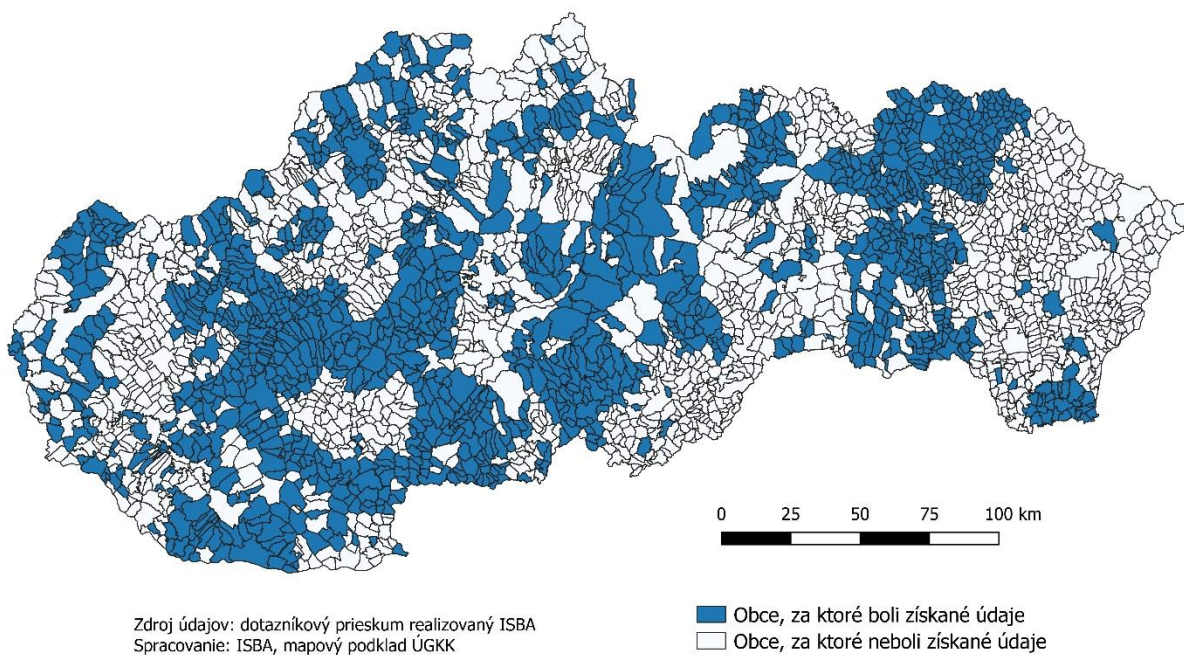 0 25 50 75 100 km
Obce, za ktoré boli získané údaje
Obce, za ktoré neboli získané údaje
Zdroj údajov: dotazníkový prieskum realizovaný ISBA
Spracovanie: ISBA, mapový podklad ÚGKK